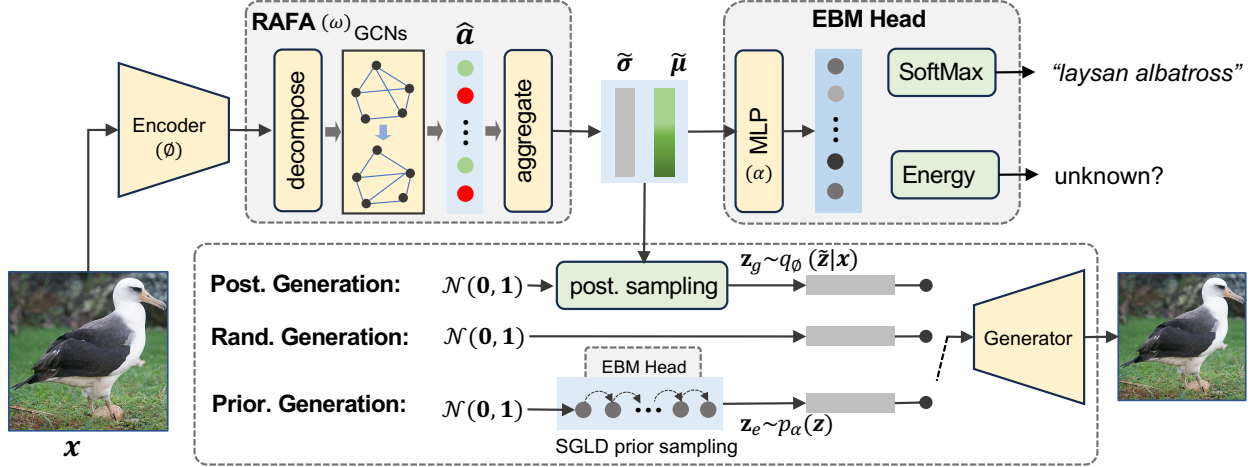 RAFA (ω)
GCNs
â
EBM Head
Encoder
(∅)
decompose
aggregate
σ̃
μ̃
MLP
(α)
SoftMax
Energy
“laysan albatross”
unknown?
x
Post. Generation:
𝒩(0, 1)
post. sampling
z_g~q_∅ (z̃|x)
Rand. Generation:
𝒩(0, 1)
Prior. Generation:
𝒩(0, 1)
EBM Head
SGLD prior sampling
z_e~p_α(z)
Generator